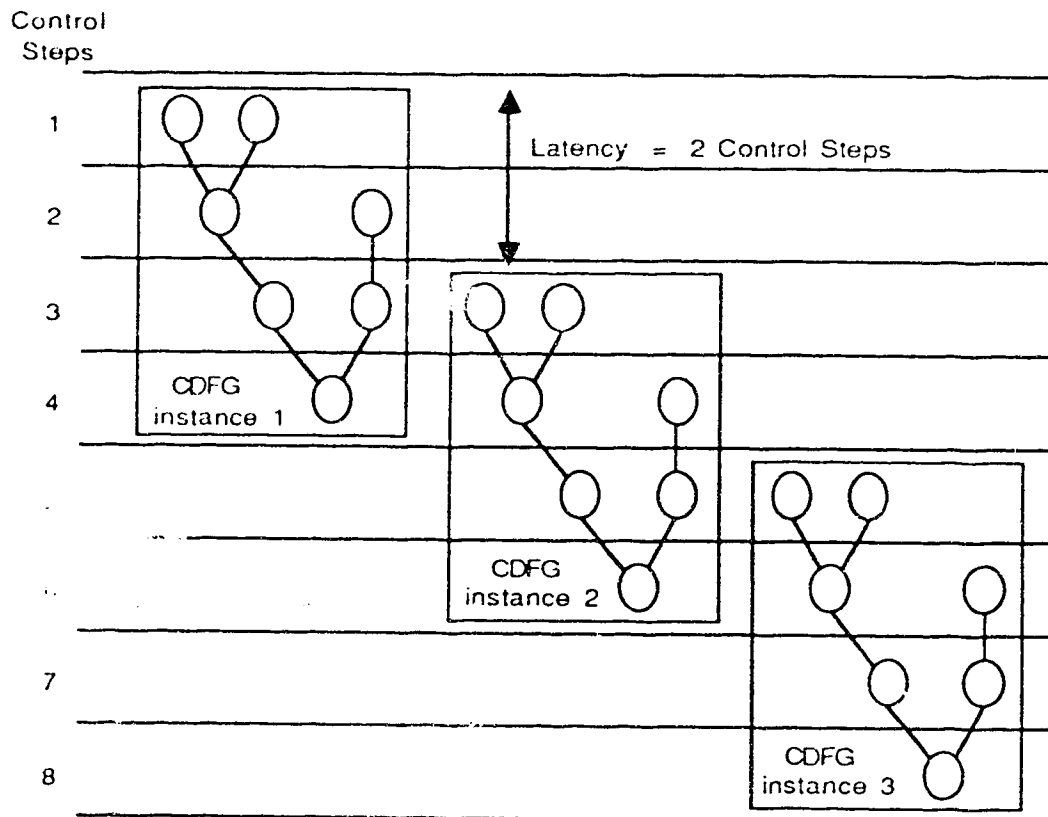 Control
Steps
1
Latency = 2 Control Steps
2
3
CDFG
instance 1
4
CDFG
instance 2
7
CDFG
instance 3
8